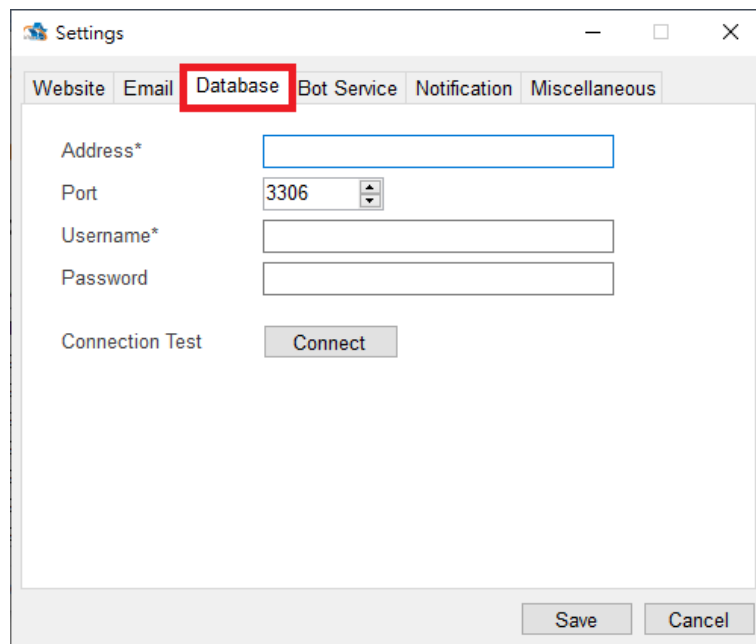 Settings
Website Email Database Bot Service Notification Miscellaneous
Address*
Port 3306
Username*
Password
Connection Test Connect
Save Cancel